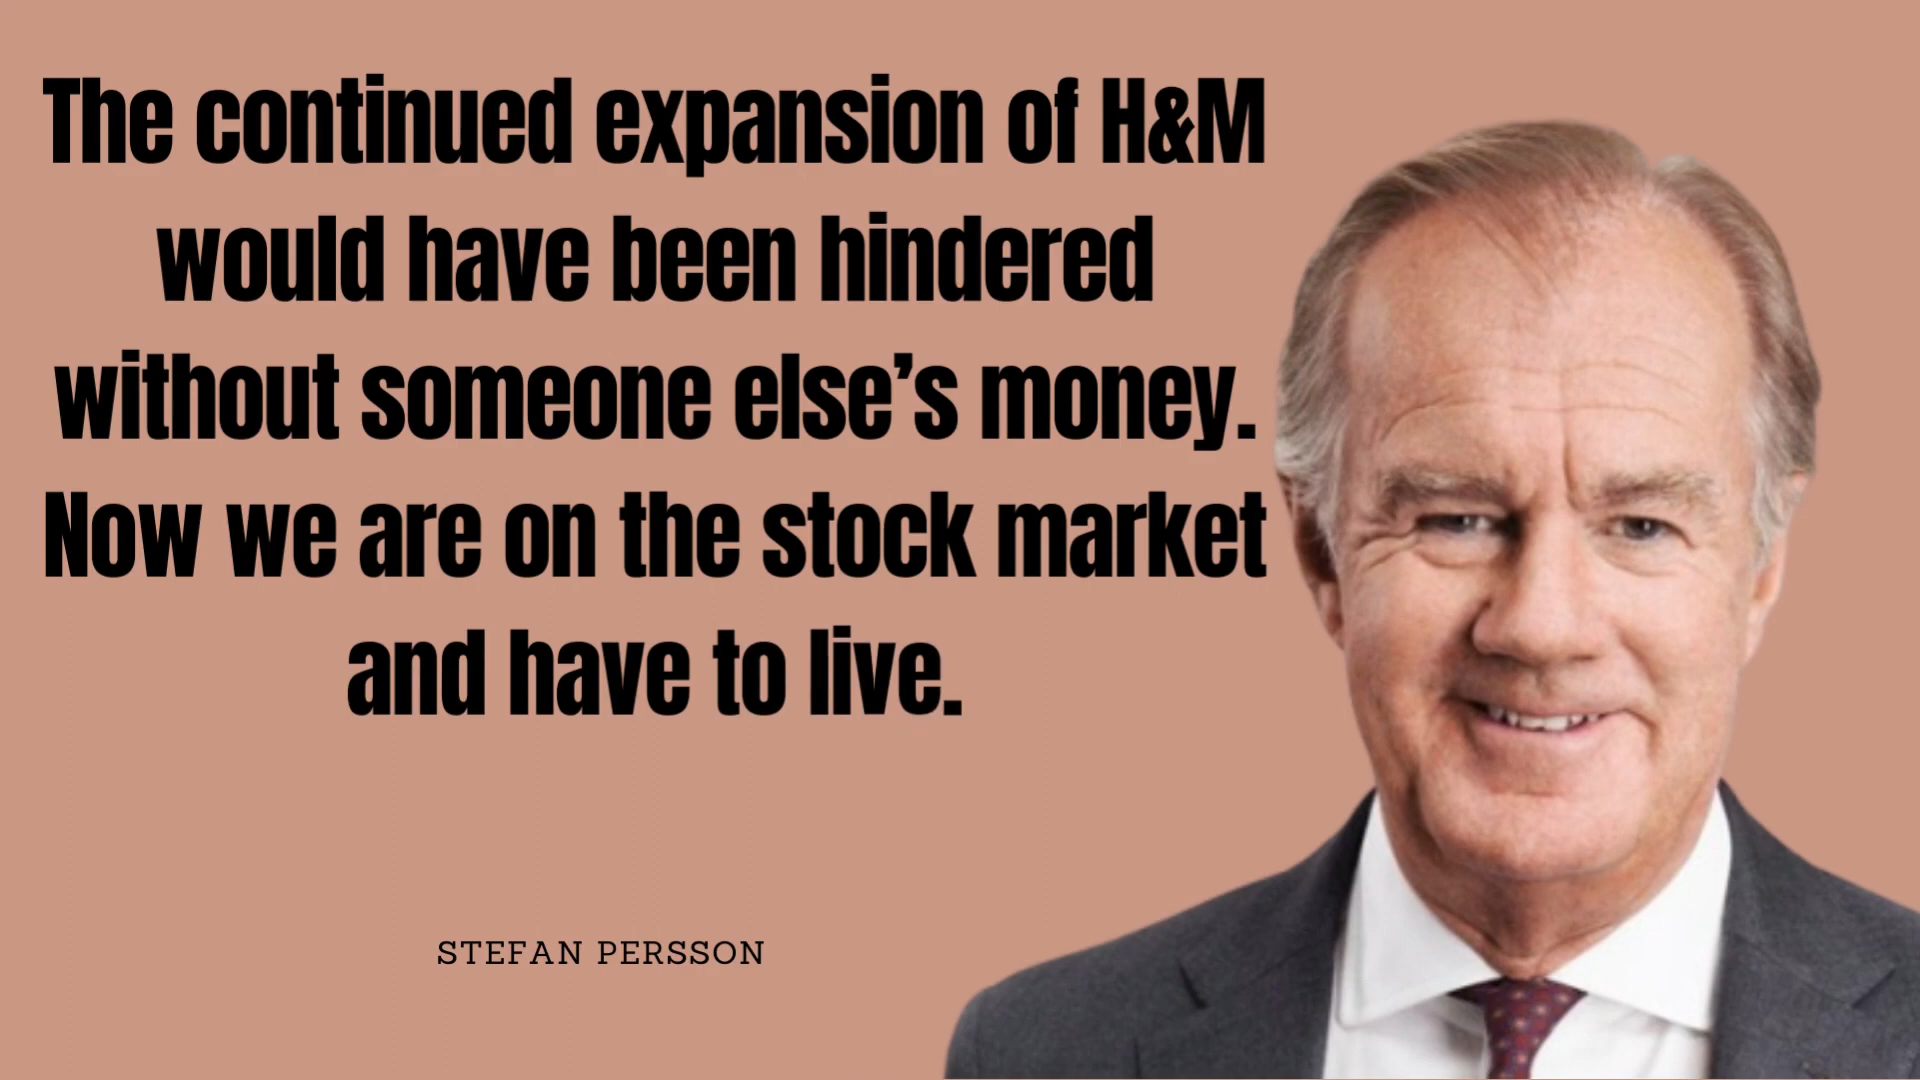 The continued expansion of H&M
would have been hindered
without someone else’s money.
Now we are on the stock market
and have to live.
STEFAN PERSSON